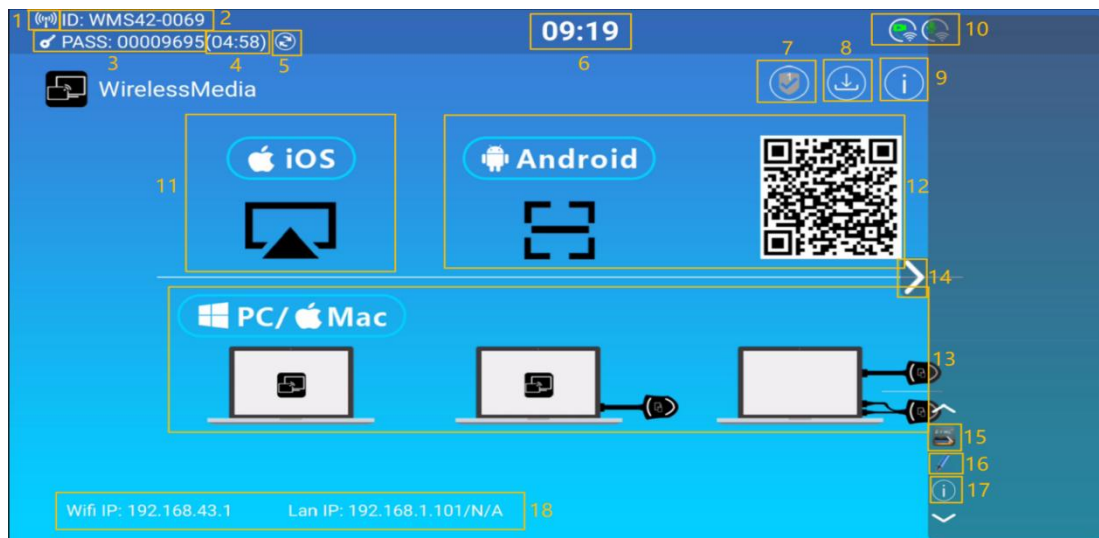 1 ID: WMS42-0069 2
PASS: 00009695(04:58)
3 4 5
09:19
6
10
7 8 9
WirelessMedia
i
11 iOS
Android 12
14
PC/ Mac
13
15
16
i 17
Wifi IP: 192.168.43.1 Lan IP: 192.168.1.101/N/A 18